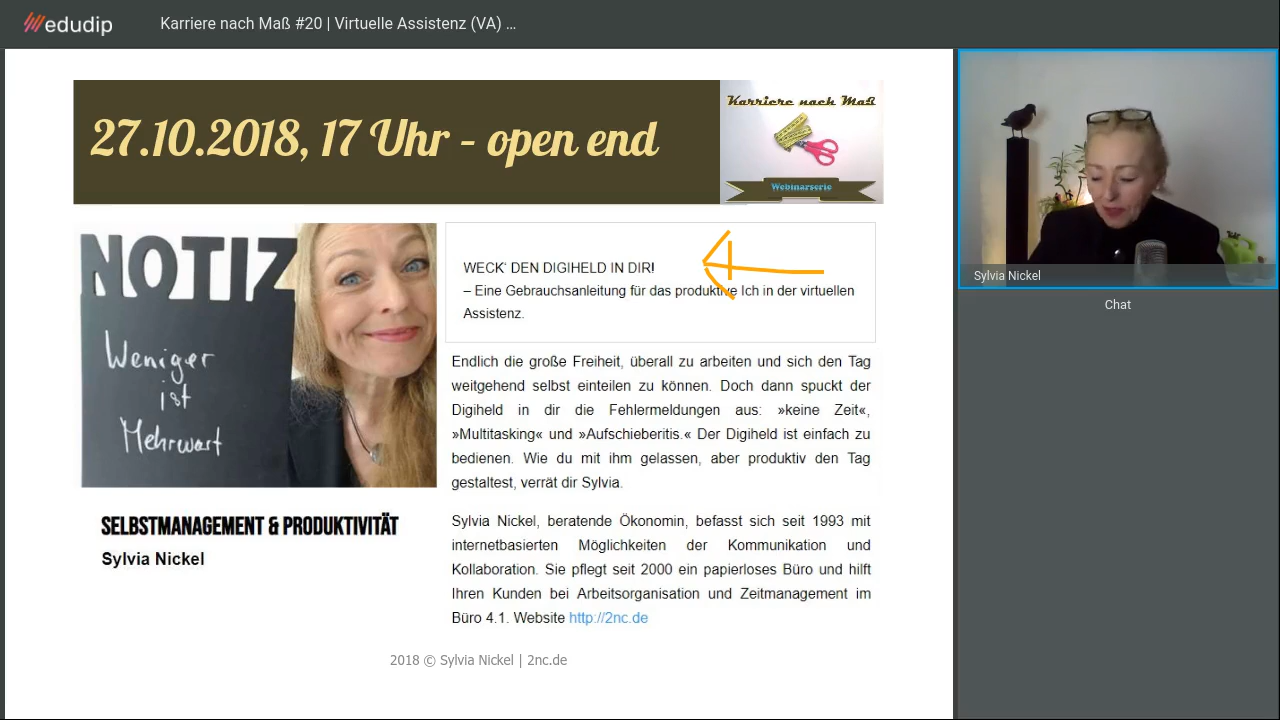 edudip
Karriere nach Maß #20 | Virtuelle Assistenz (VA) ...
27.10.2018, 17 Uhr - open end
Karriere nach Maß
Webinarserie
NOTIZ
Weniger
ist
Mehrwert
WECK' DEN DIGIHELD IN DIR!
– Eine Gebrauchsanleitung für das produktive Ich in der virtuellen
Assistenz.
Endlich die große Freiheit, überall zu arbeiten und sich den Tag
weitgehend selbst einteilen zu können. Doch dann spuckt der
Digiheld in dir die Fehlermeldungen aus: »keine Zeit«,
»Multitasking« und »Aufschieberitis.« Der Digiheld ist einfach zu
bedienen. Wie du mit ihm gelassen, aber produktiv den Tag
gestaltest, verrät dir Sylvia.
SELBSTMANAGEMENT & PRODUKTIVITÄT
Sylvia Nickel
Sylvia Nickel, beratende Ökonomin, befasst sich seit 1993 mit
internetbasierten Möglichkeiten der Kommunikation und
Kollaboration. Sie pflegt seit 2000 ein papierloses Büro und hilft
Ihren Kunden bei Arbeitsorganisation und Zeitmanagement im
Büro 4.1. Website http://2nc.de
2018 © Sylvia Nickel | 2nc.de
Sylvia Nickel
Chat